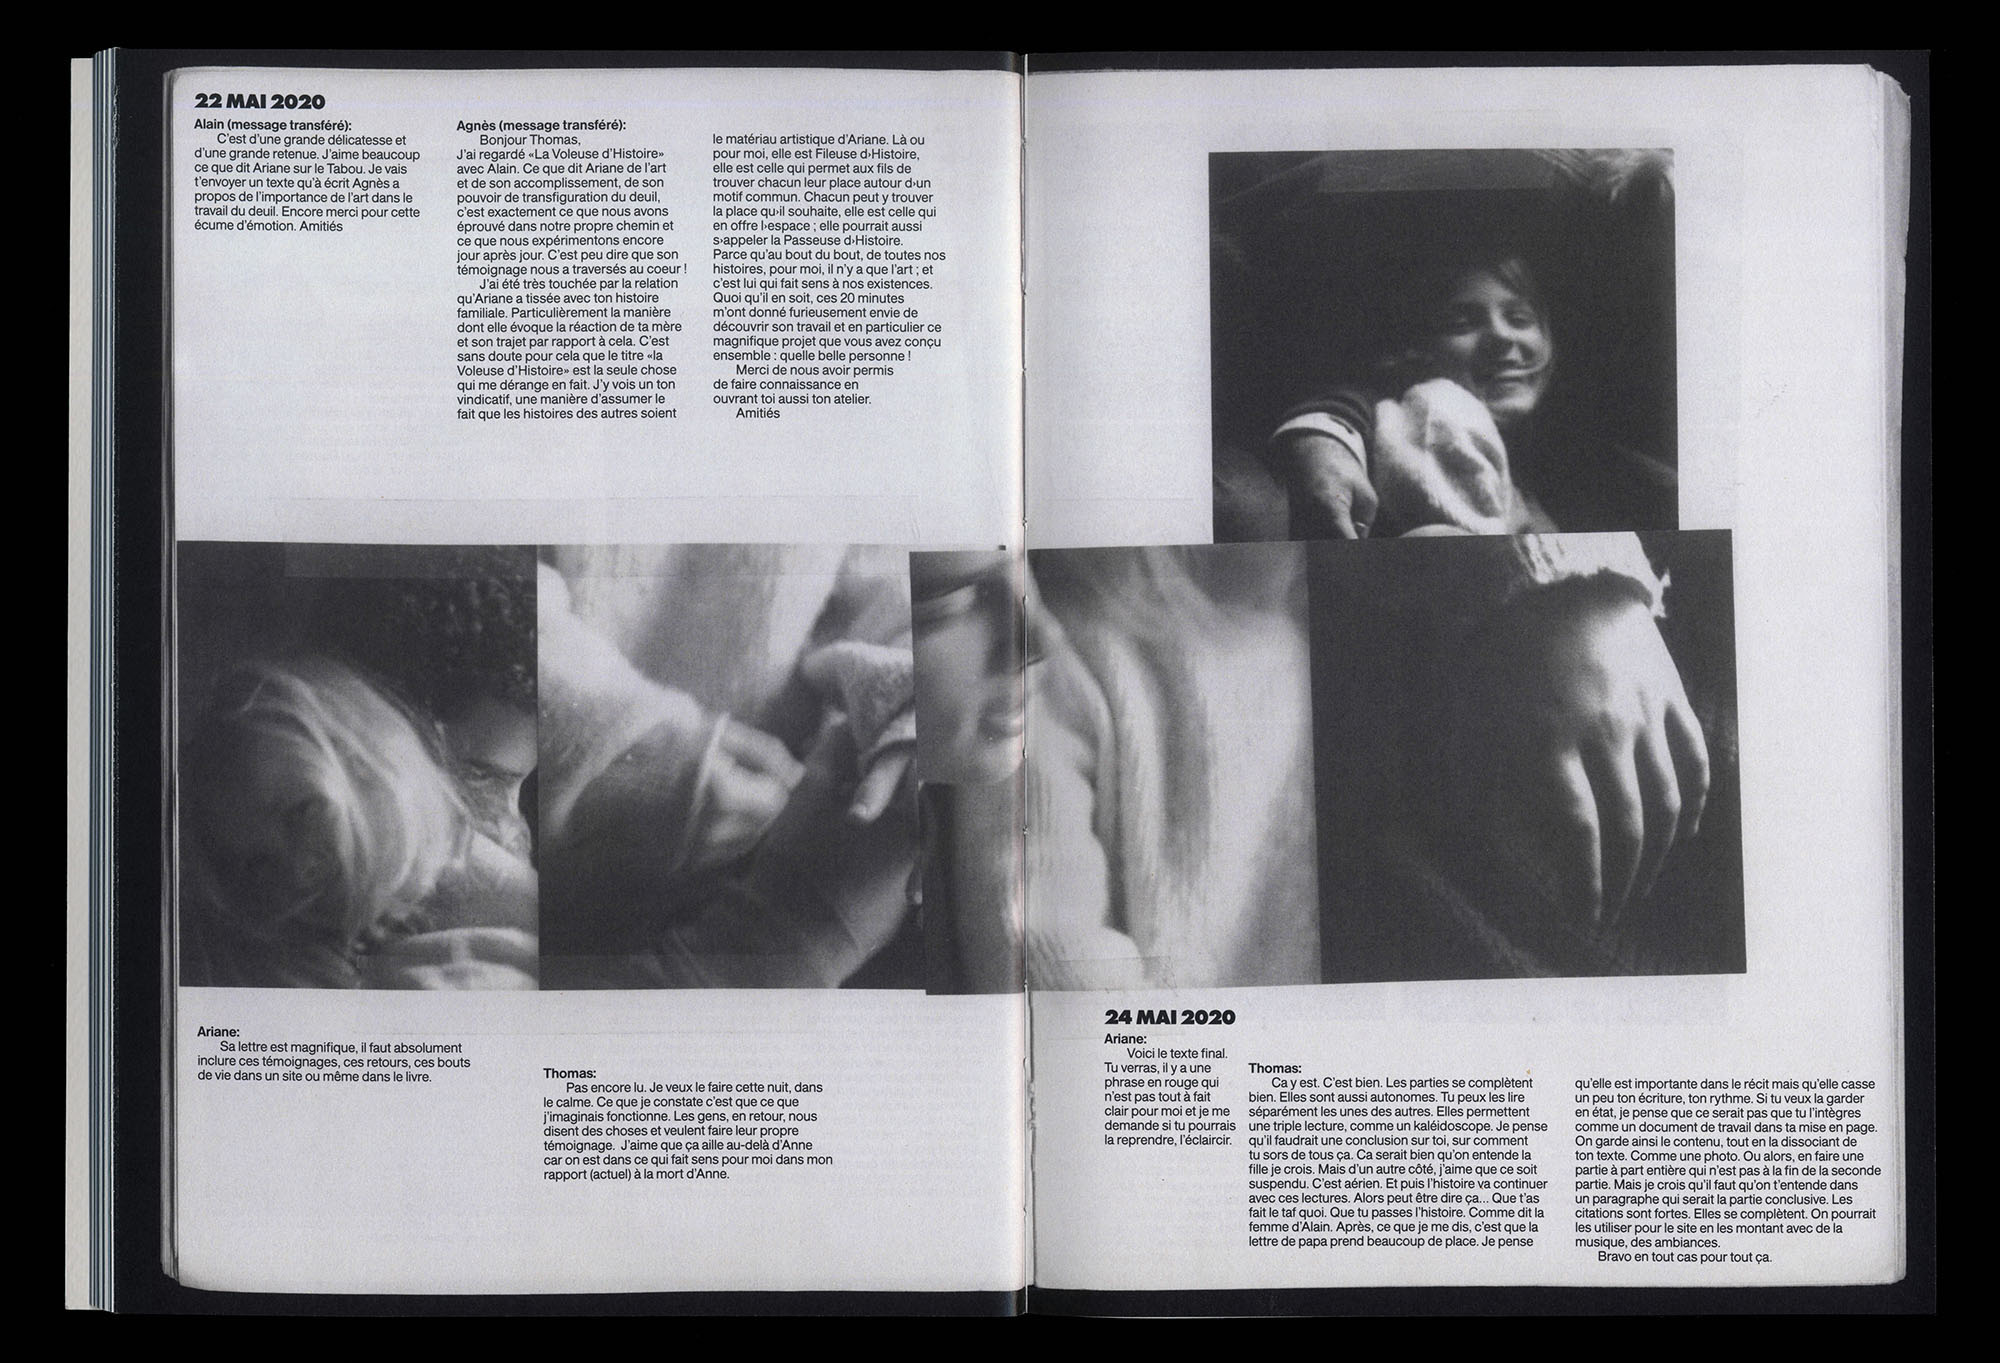 22 MAI 2020
Alain (message transféré):
C'est d'une grande délicatesse et
d'une grande retenue. J'aime beaucoup
ce que dit Ariane sur le Tabou. Je vais
t'envoyer un texte qu'à écrit Agnès a
propos de l'importance de l'art dans le
travail du deuil. Encore merci pour cette
écume d'émotion. Amitiés
Agnès (message transféré):
Bonjour Thomas,
J'ai regardé «La Voleuse d'Histoire»
avec Alain. Ce que dit Ariane de l'art
et de son accomplissement, de son
pouvoir de transfiguration du deuil,
c'est exactement ce que nous avons
éprouvé dans notre propre chemin et
ce que nous expérimentons encore
jour après jour. C'est peu dire que son
témoignage nous a traversés au coeur !
J'ai été très touchée par la relation
qu'Ariane a tissée avec ton histoire
familiale. Particulièrement la manière
dont elle évoque la réaction de ta mère
et son trajet par rapport à cela. C'est
sans doute pour cela que le titre «la
Voleuse d'Histoire» est la seule chose
qui me dérange en fait. J'y vois un ton
vindicatif, une manière d'assumer le
fait que les histoires des autres soient
le matériau artistique d'Ariane. Là ou
pour moi, elle est Fileuse d›Histoire,
elle est celle qui permet aux fils de
trouver chacun leur place autour d›un
motif commun. Chacun peut y trouver
la place qu›il souhaite, elle est celle qui
en offre l›espace ; elle pourrait aussi
s›appeler la Passeuse d›Histoire.
Parce qu'au bout du bout, de toutes nos
histoires, pour moi, il n'y a que l'art ; et
c'est lui qui fait sens à nos existences.
Quoi qu'il en soit, ces 20 minutes
m'ont donné furieusement envie de
découvrir son travail et en particulier ce
magnifique projet que vous avez conçu
ensemble : quelle belle personne !
Merci de nous avoir permis
de faire connaissance en
ouvrant toi aussi ton atelier.
Amitiés
Ariane:
Sa lettre est magnifique, il faut absolument
inclure ces témoignages, ces retours, ces bouts
de vie dans un site ou même dans le livre.
Thomas:
Pas encore lu. Je veux le faire cette nuit, dans
le calme. Ce que je constate c'est que ce que
j'imaginais fonctionne. Les gens, en retour, nous
disent des choses et veulent faire leur propre
témoignage.  J'aime que ça aille au-delà d'Anne
car on est dans ce qui fait sens pour moi dans mon
rapport (actuel) à la mort d'Anne.
24 MAI 2020
Ariane:
Voici le texte final.
Tu verras, il y a une
phrase en rouge qui
n'est pas tout à fait
clair pour moi et je me
demande si tu pourrais
la reprendre, l'éclaircir.
Thomas:
Ca y est. C'est bien. Les parties se complètent
bien. Elles sont aussi autonomes. Tu peux les lire
séparément les unes des autres. Elles permettent
une triple lecture, comme un kaléidoscope. Je pense
qu'il faudrait une conclusion sur toi, sur comment
tu sors de tous ça. Ca serait bien qu'on entende la
fille je crois. Mais d'un autre côté, j'aime que ce soit
suspendu. C'est aérien. Et puis l'histoire va continuer
avec ces lectures. Alors peut être dire ça... Que t'as
fait le taf quoi. Que tu passes l'histoire. Comme dit la
femme d'Alain. Après, ce que je me dis, c'est que la
lettre de papa prend beaucoup de place. Je pense
qu'elle est importante dans le récit mais qu'elle casse
un peu ton écriture, ton rythme. Si tu veux la garder
en état, je pense que ce serait pas que tu l'intègres
comme un document de travail dans ta mise en page.
On garde ainsi le contenu, tout en la dissociant de
ton texte. Comme une photo. Ou alors, en faire une
partie à part entière qui n'est pas à la fin de la seconde
partie. Mais je crois qu'il faut qu'on t'entende dans
un paragraphe qui serait la partie conclusive. Les
citations sont fortes. Elles se complètent. On pourrait
les utiliser pour le site en les montant avec de la
musique, des ambiances.
Bravo en tout cas pour tout ça.